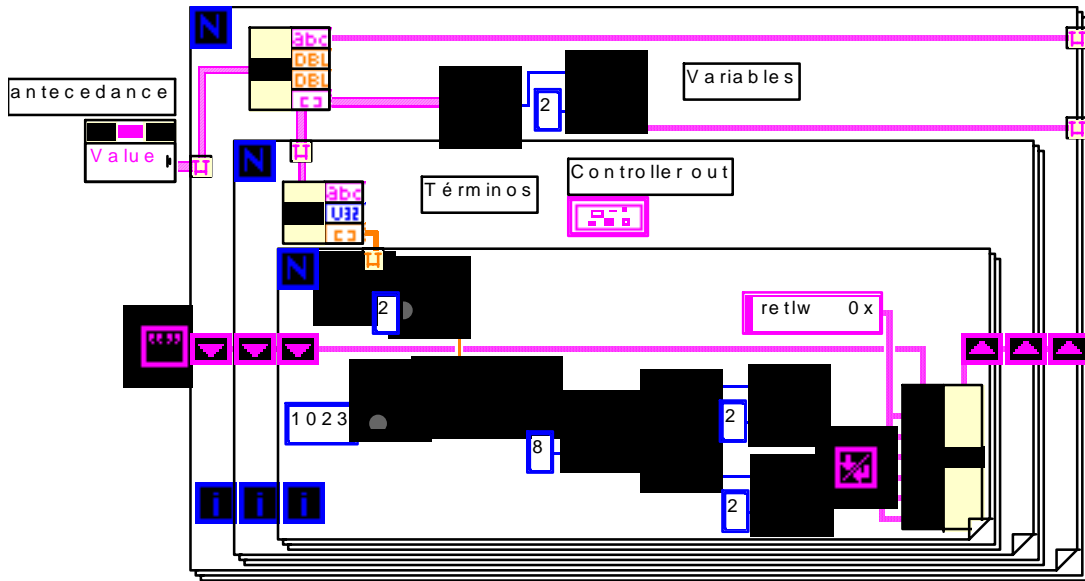 N
abc
DBL
DBL
[ ]
Variables
2
antecedance
Value
N
abc
U32
[ ]
Términos
Controller out
N
2
retlw 0x
1023
8
2
2
i i i